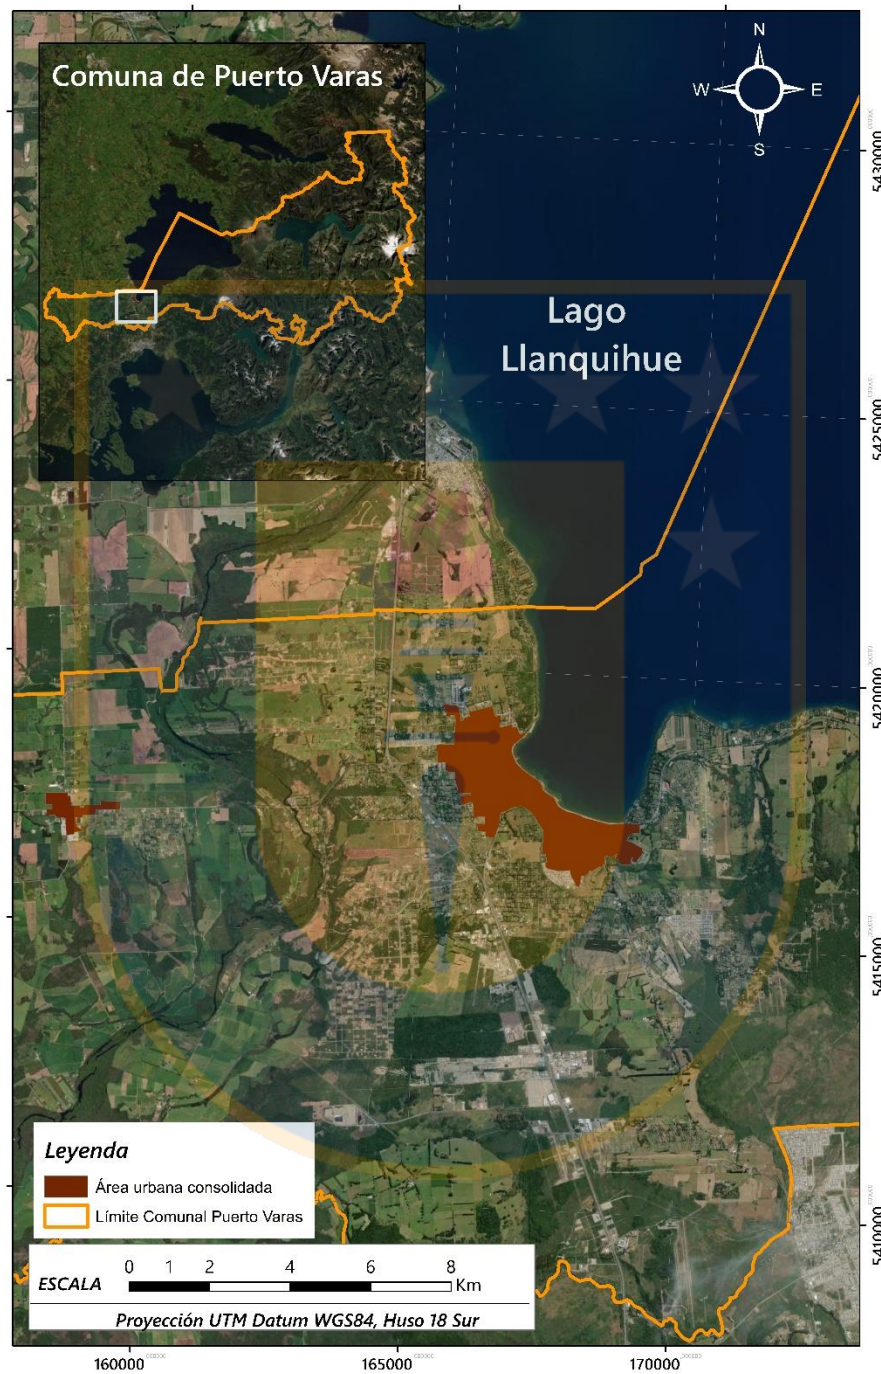 Comuna de Puerto Varas
N
W
E
S
Lago
Llanquihue
5430000
5425000
5420000
5415000
5410000
Leyenda
Área urbana consolidada
Límite Comunal Puerto Varas
ESCALA
0 1 2 4 6 8
Km
Proyección UTM Datum WGS84, Huso 18 Sur
160000
165000
170000